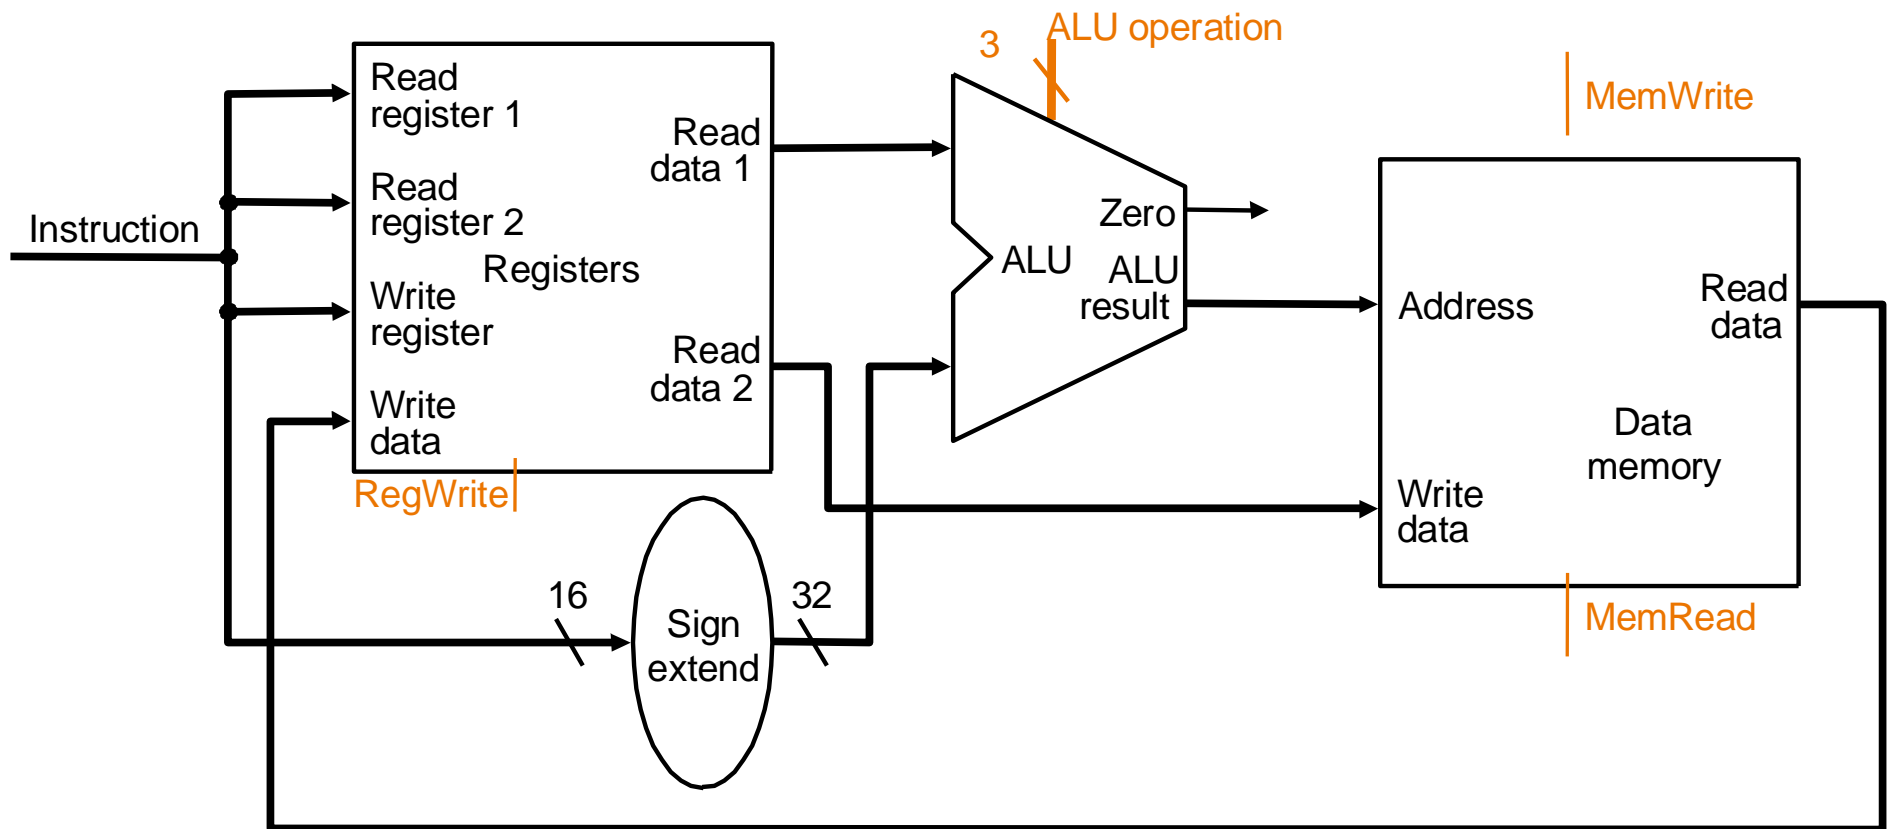 3
ALU operation
MemWrite
Read
register 1
Read
data 1
Read
register 2
Instruction
Registers
Zero
ALU
ALU
result
Write
register
Address
Read
data
Read
data 2
Write
data
Data
memory
RegWrite
Write
data
16
32
Sign
extend
MemRead